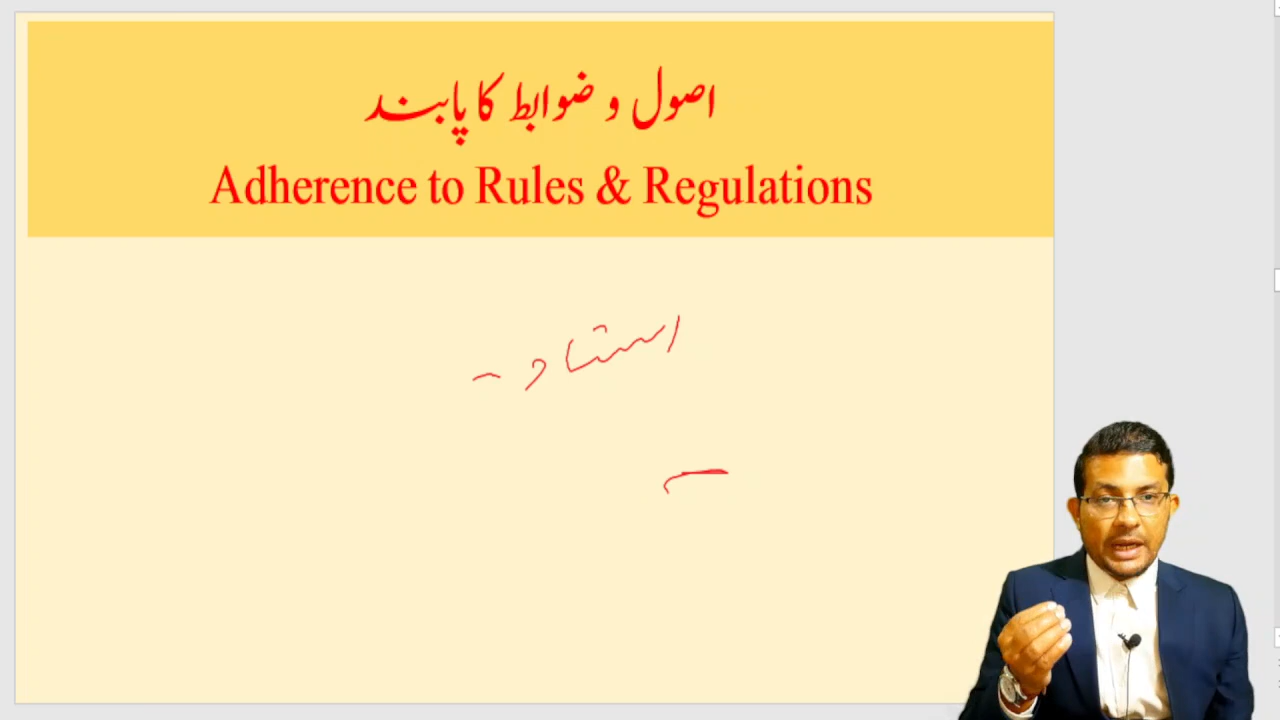 اصول و ضوابط کا پابند
Adherence to Rules & Regulations
استاد ۔